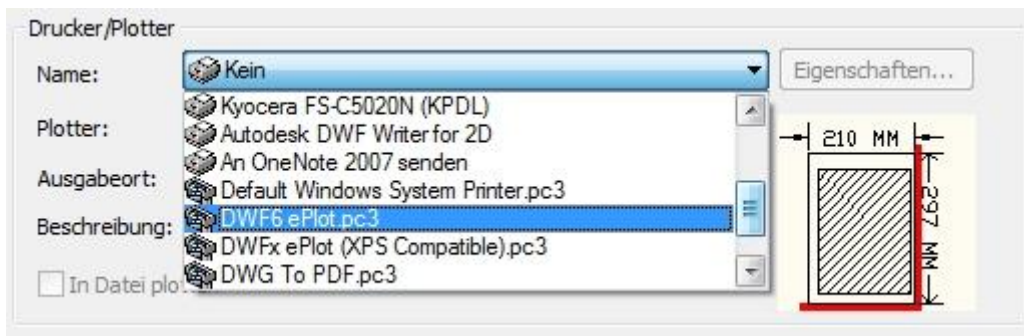 Drucker/Plotter
Name:
Kein
Eigenschaften...
Kyocera FS-C5020N (KPDL)
Plotter:
Autodesk DWF Writer for 2D
210 MM
An OneNote 2007 senden
Ausgabeort:
Default Windows System Printer.pc3
297 MM
Beschreibung:
DWF6 ePlot.pc3
DWFx ePlot (XPS Compatible).pc3
In Datei plo
DWG To PDF.pc3